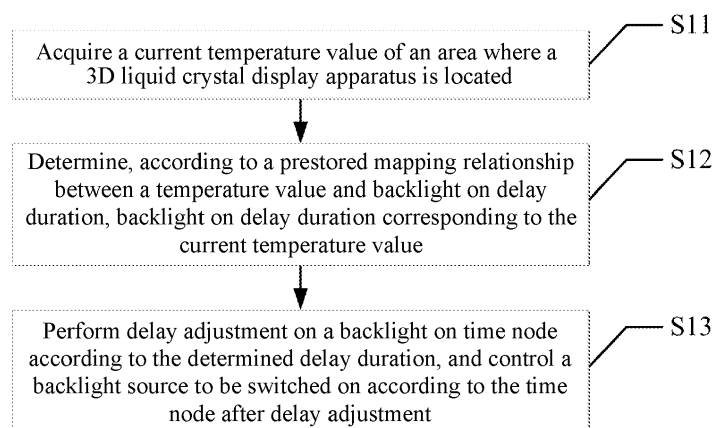 S11
Acquire a current temperature value of an area where a
3D liquid crystal display apparatus is located
S12
Determine, according to a prestored mapping relationship
between a temperature value and backlight on delay
duration, backlight on delay duration corresponding to the
current temperature value
S13
Perform delay adjustment on a backlight on time node
according to the determined delay duration, and control a
backlight source to be switched on according to the time
node after delay adjustment